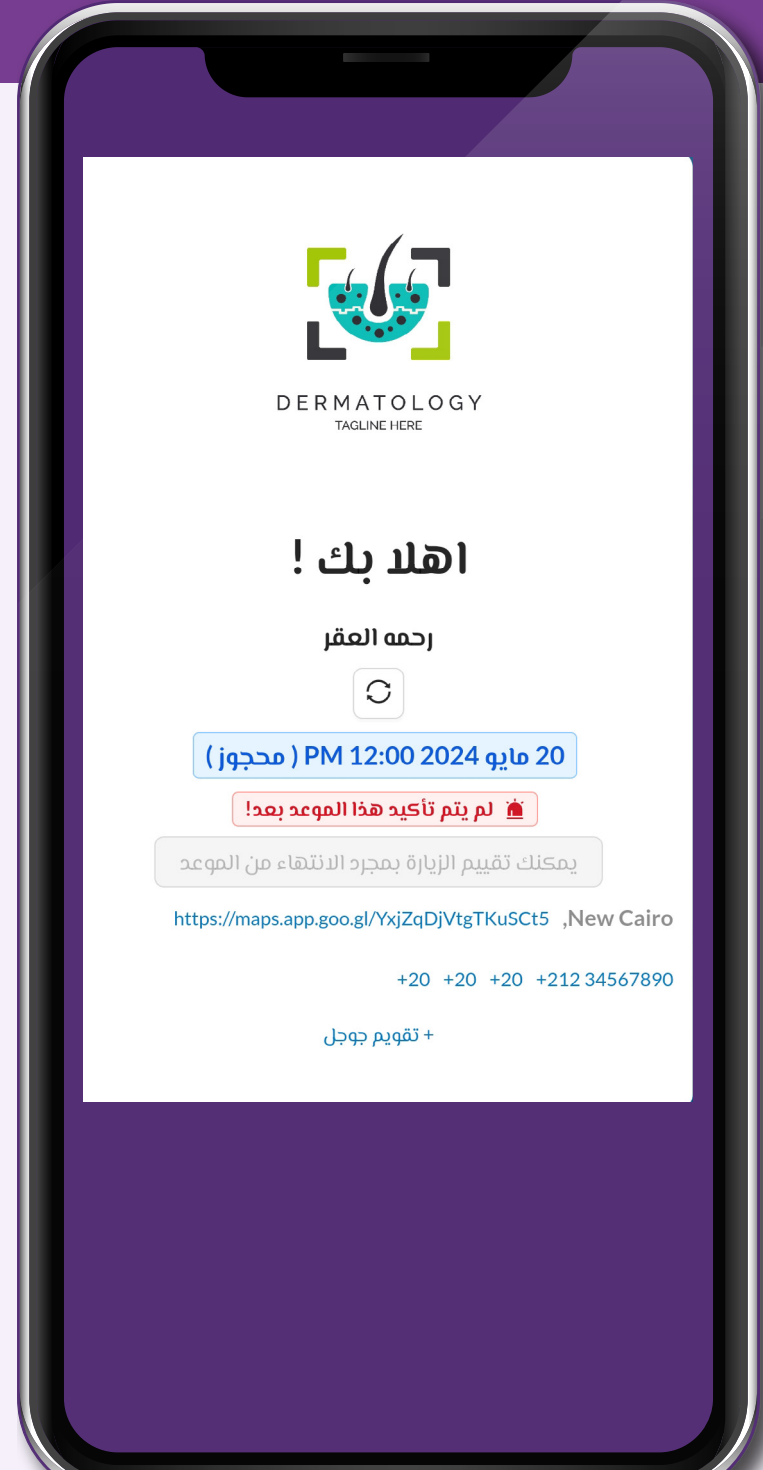 DERMATOLOGY
TAGLINE HERE
اهلا بك !
رحمه العقر
20 مايو 2024 12:00 PM ( محجوز )
لم يتم تأكيد هذا الموعد بعد!
يمكنك تقييم الزيارة بمجرد الانتهاء من الموعد
New Cairo, https://maps.app.goo.gl/YxjZqDjVtgTKuSCt5
+20 +20 +20 +212 34567890
+ تقويم جوجل